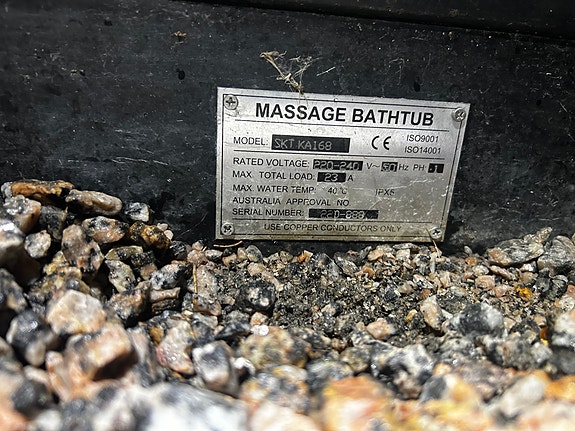 MASSAGE BATHTUB
MODEL: SKT KA168 CE ISO9001
ISO14001
RATED VOLTAGE: 220-240 V~ 50 Hz PH 1
MAX. TOTAL LOAD: 23 A
MAX. WATER TEMP: 40°C IPX5
AUSTRALIA APPROVAL NO
SERIAL NUMBER:
USE COPPER CONDUCTORS ONLY